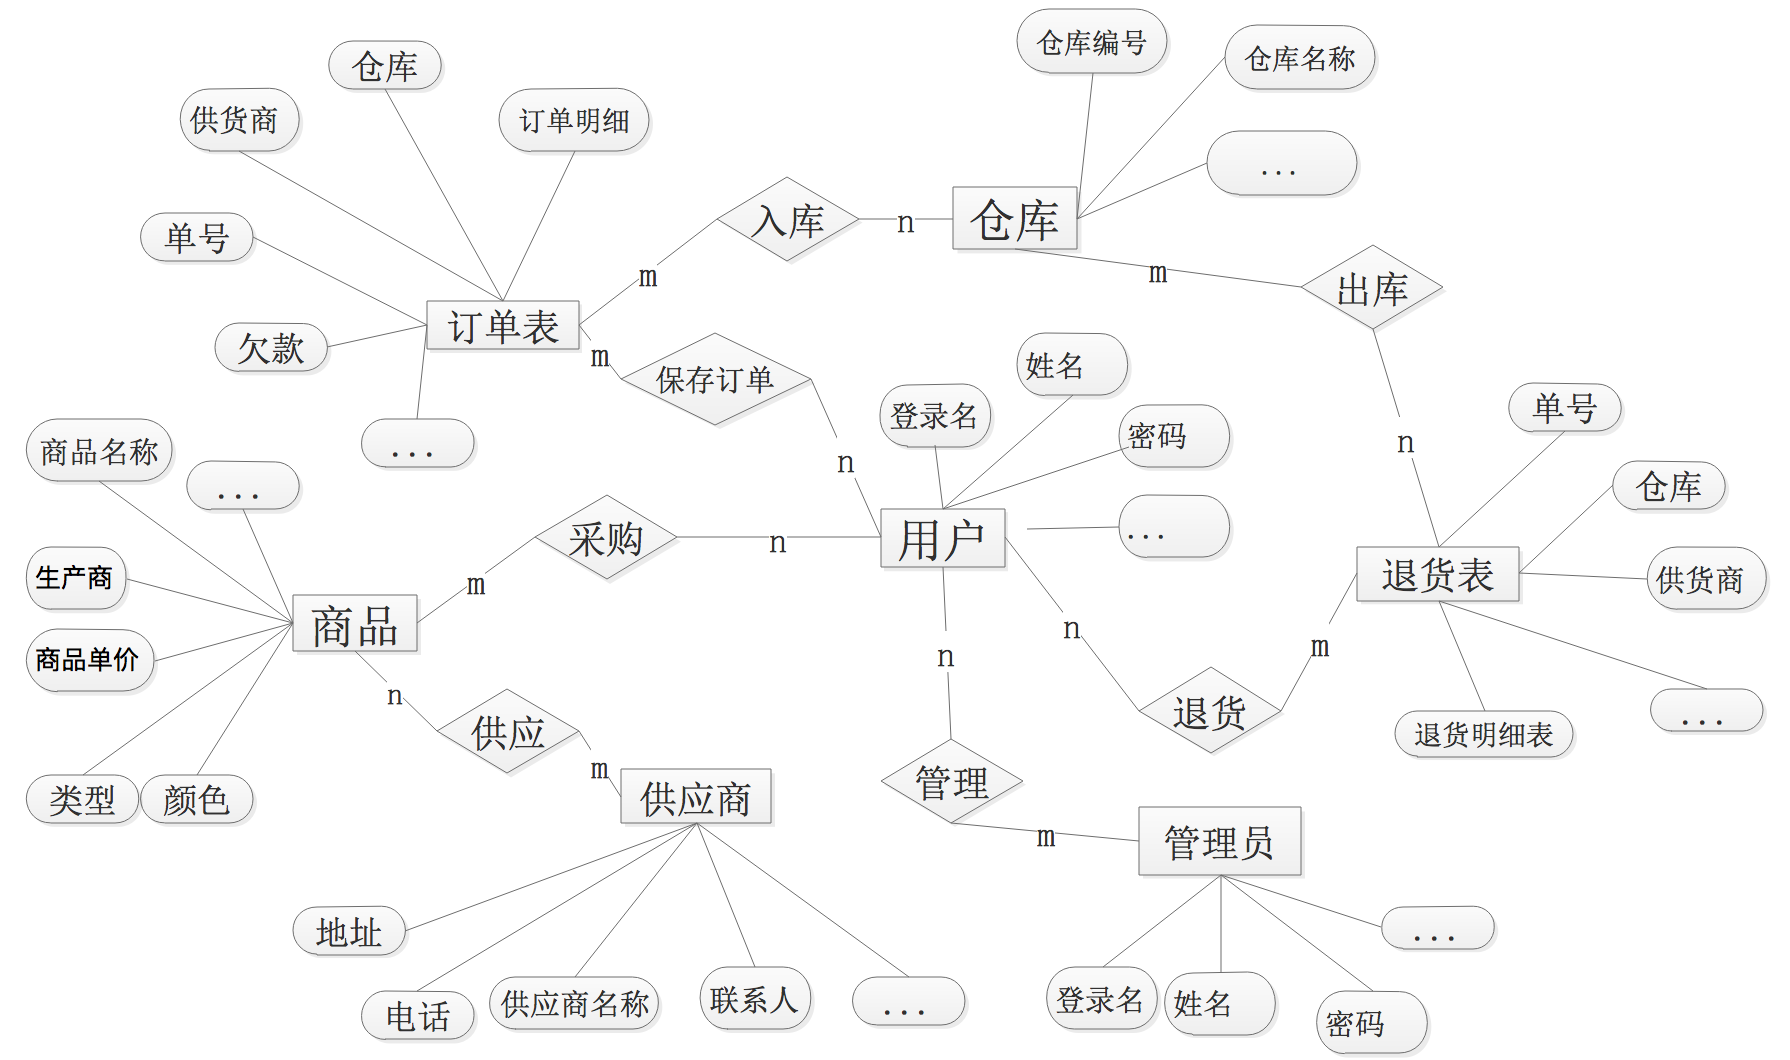 仓库编号
仓库
仓库名称
供货商
订单明细
...
入库
n
仓库
单号
m
m
出库
订单表
欠款
m
保存订单
姓名
登录名
密码
单号
...
n
n
商品名称
...
仓库
采购
n
用户
...
退货表
生产商
m
供货商
商品
n
n
m
商品单价
n
供应
退货
...
退货明细表
m
管理
类型
颜色
供应商
m
管理员
地址
...
电话
供应商名称
联系人
...
登录名
姓名
密码